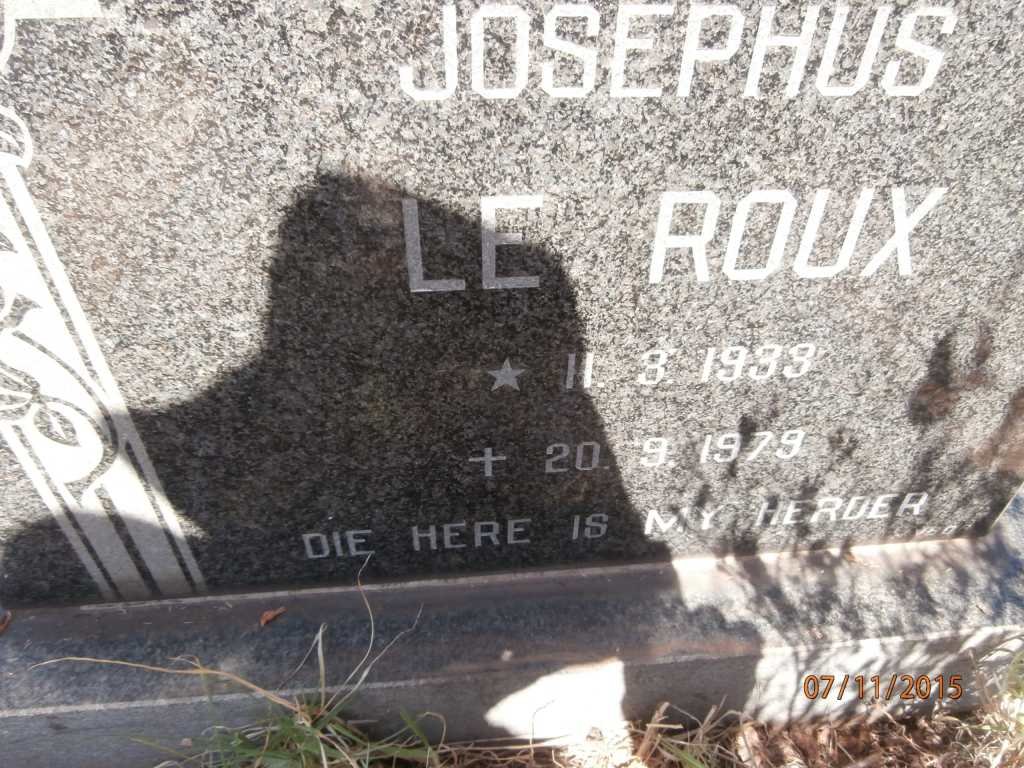 JOSEPHUS
LE ROUX
★ 11. 3. 1933
✝ 20. 9. 1979
DIE HERE IS MY HERDER
07/11/2015